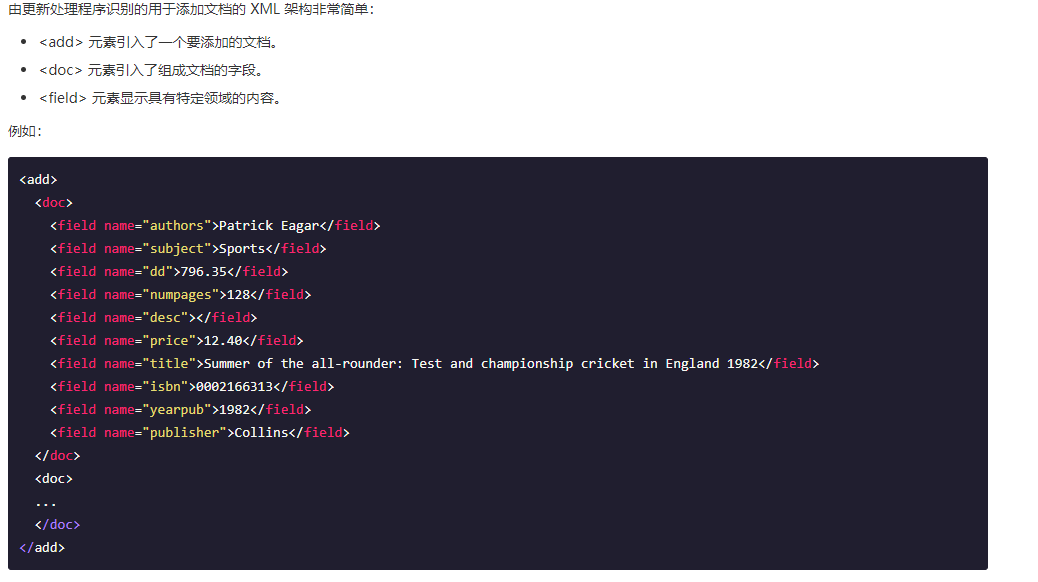 由更新处理程序识别的用于添加文档的 XML 架构非常简单：
• <add> 元素引入了一个要添加的文档。
• <doc> 元素引入了组成文档的字段。
• <field> 元素显示具有特定领域的内容。
例如：
<add>
  <doc>
    <field name="authors">Patrick Eagar</field>
    <field name="subject">Sports</field>
    <field name="dd">796.35</field>
    <field name="numpages">128</field>
    <field name="desc"></field>
    <field name="price">12.40</field>
    <field name="title">Summer of the all-rounder: Test and championship cricket in England 1982</field>
    <field name="isbn">0002166313</field>
    <field name="yearpub">1982</field>
    <field name="publisher">Collins</field>
  </doc>
  <doc>
  ...
  </doc>
</add>